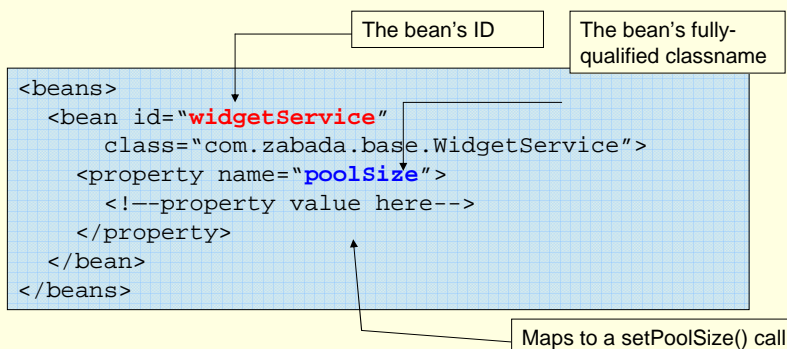 The bean's ID
The bean's fully-
qualified classname
<beans>
<bean id=“widgetService”
class=“com.zabada.base.WidgetService”>
<property name=“poolSize”>
<!—-property value here-->
</property>
</bean>
</beans>
Maps to a setPoolSize() call